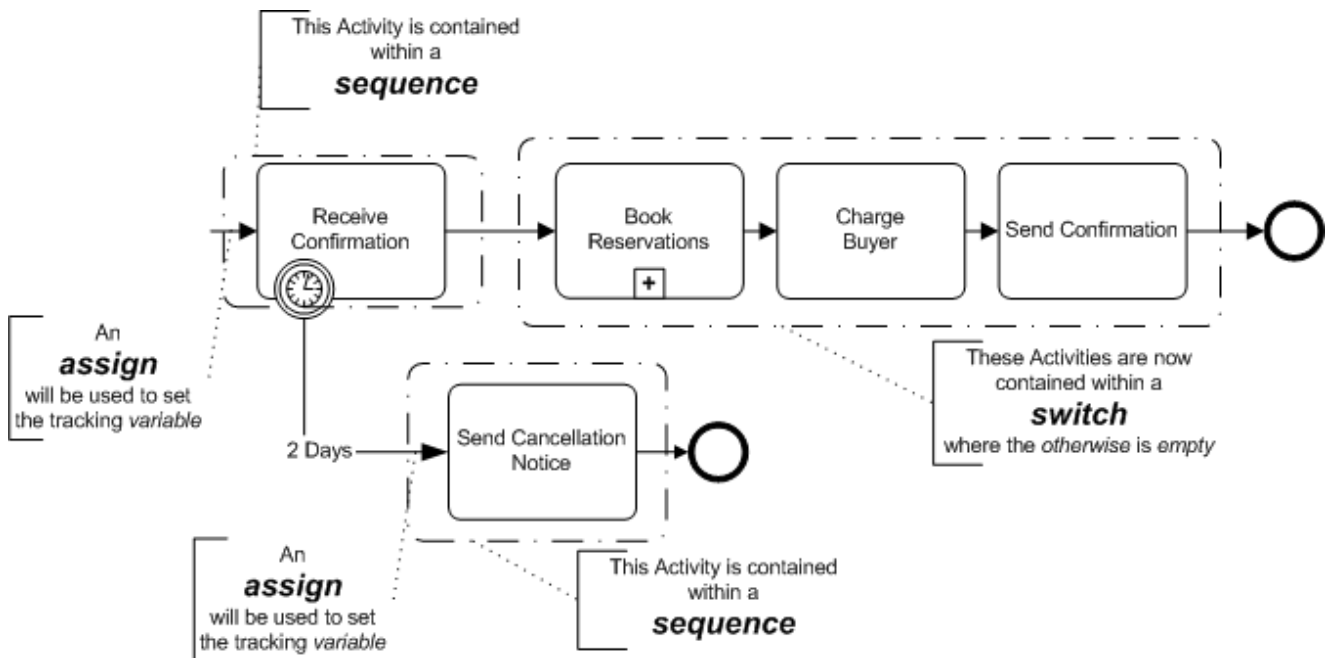 This Activity is contained
within a
sequence
Receive
Confirmation
Book
Reservations
+
Charge
Buyer
Send Confirmation
An
assign
will be used to set
the tracking variable
These Activities are now
contained within a
switch
where the otherwise is empty
2 Days
Send Cancellation
Notice
An
assign
will be used to set
the tracking variable
This Activity is contained
within a
sequence